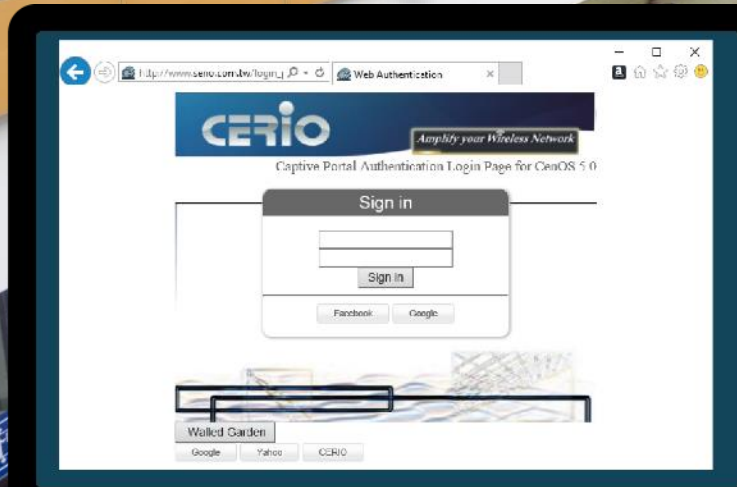 Web Authentication
CERIO
Amplify your Wireless Network
Captive Portal Authentication Login Page for CenOS 5.0
Sign in
Sign In
Facebook Google
Walled Garden
Google Yahoo CERIO